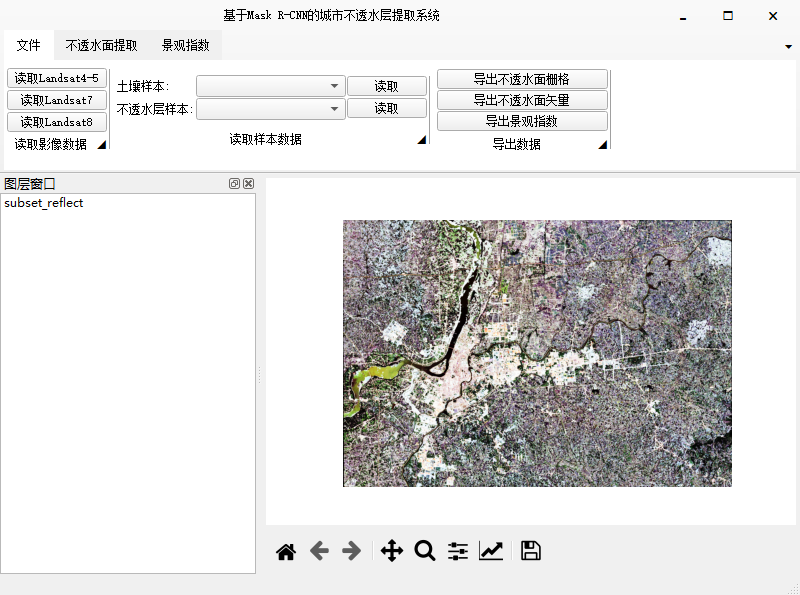 基于Mask R-CNN的城市不透水层提取系统
文件 不透水面提取 景观指数
读取Landsat4-5
读取Landsat7
读取Landsat8
读取影像数据
土壤样本: 读取
不透水层样本: 读取
读取样本数据
导出不透水面栅格
导出不透水面矢量
导出景观指数
导出数据
图层窗口
subset_reflect